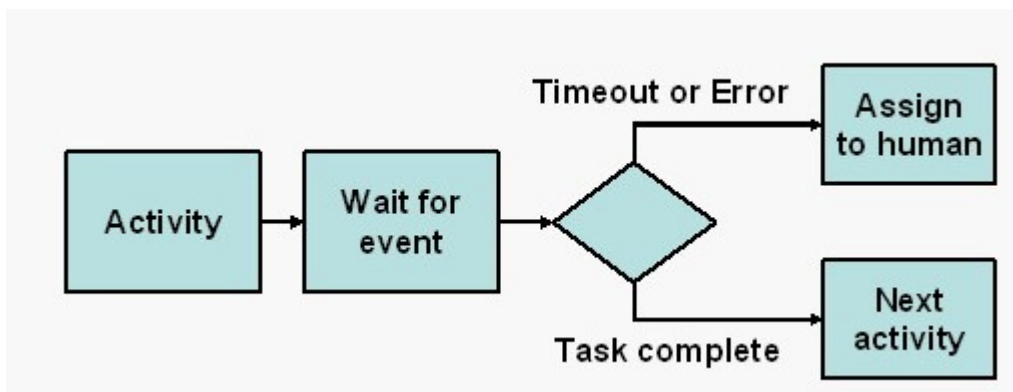 Activity
Wait for
event
Timeout or Error
Assign
to human
Task complete
Next
activity